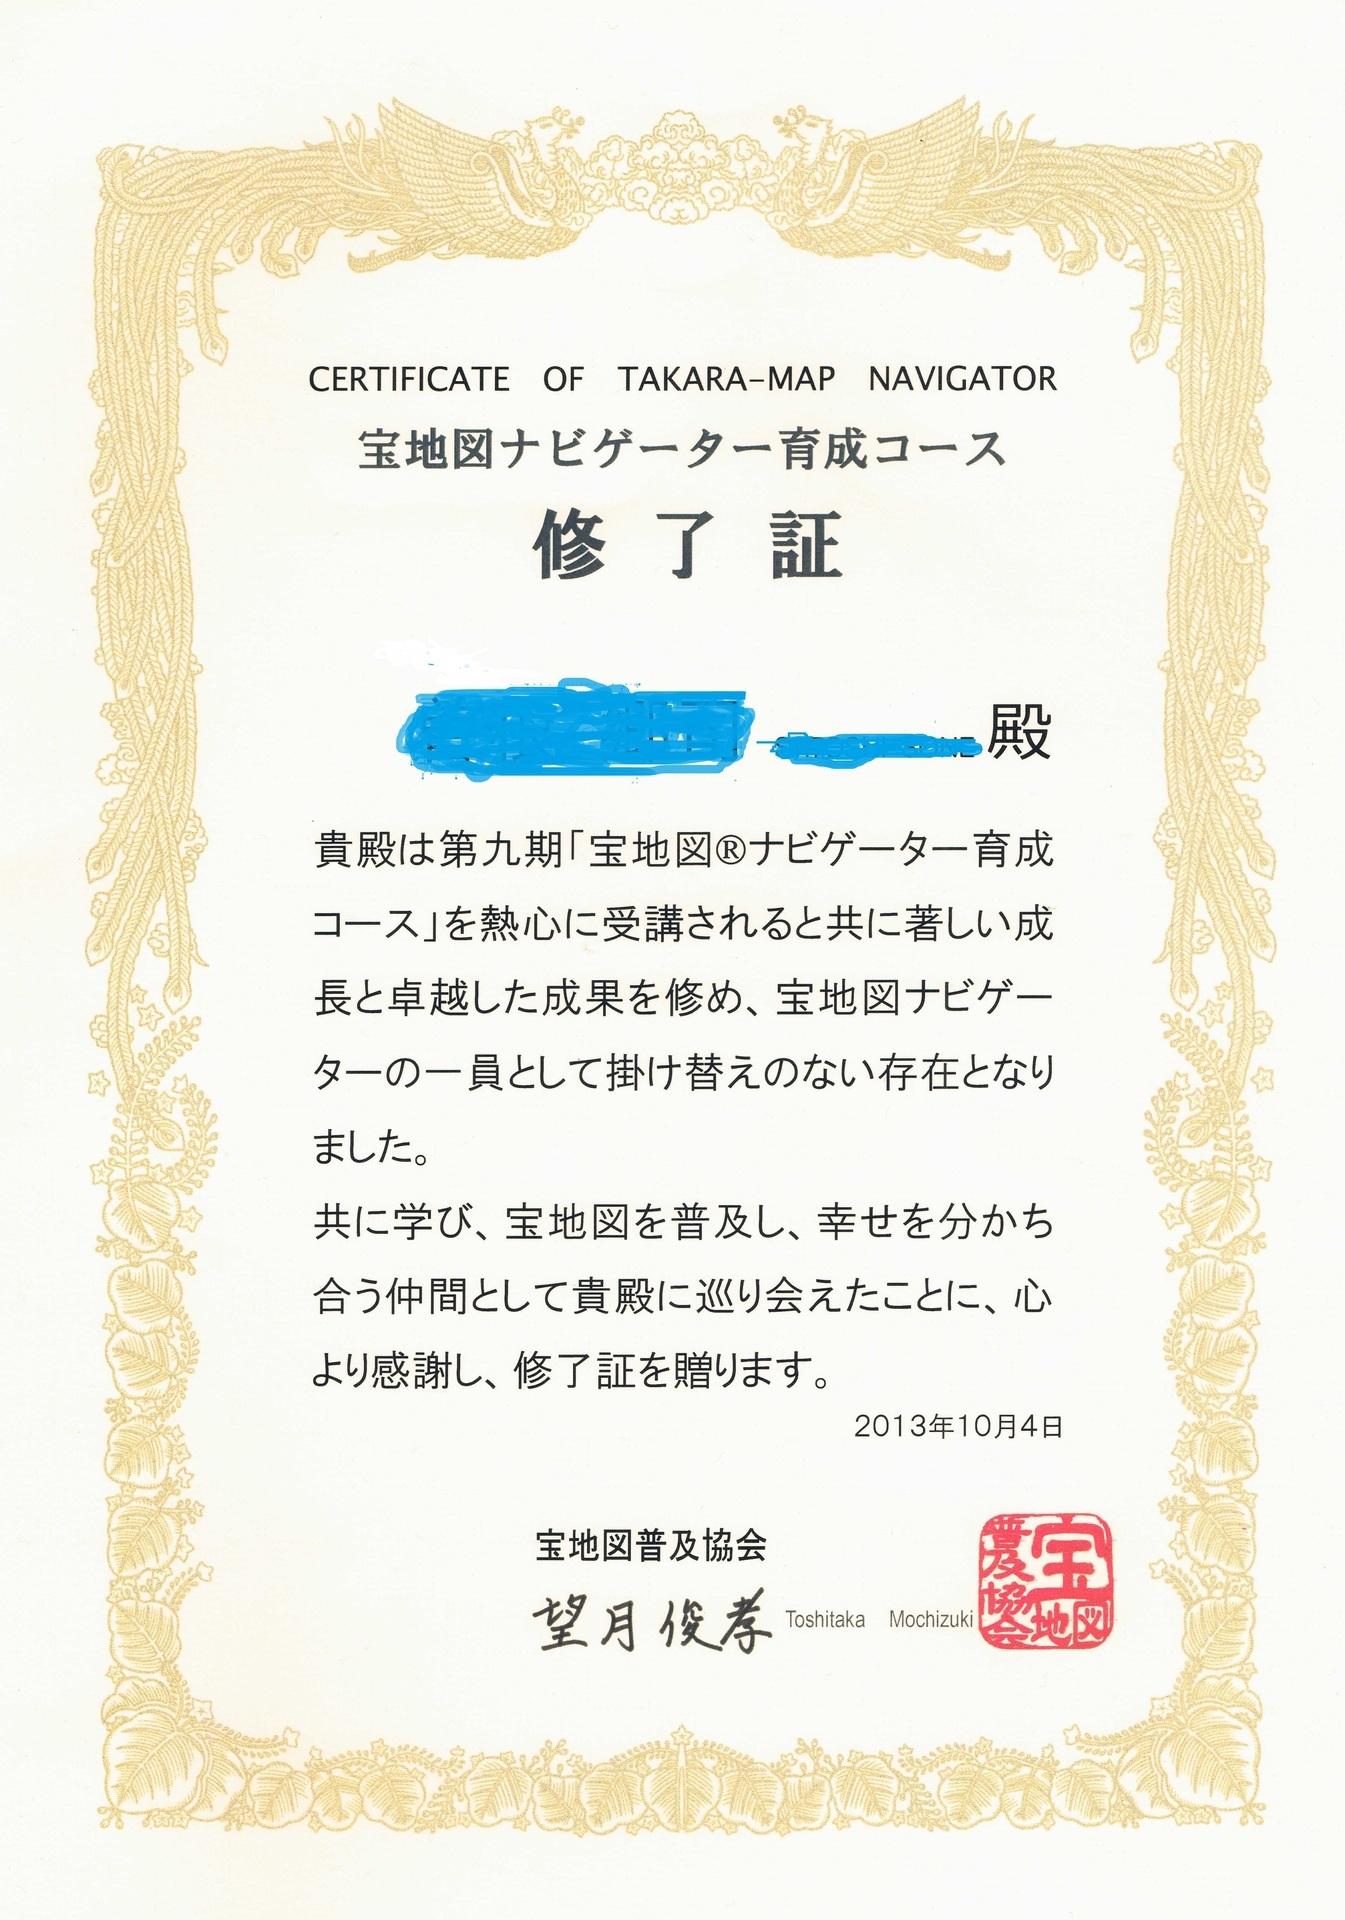 CERTIFICATE OF TAKARA-MAP NAVIGATOR
宝地図ナビゲーター育成コース
修了証
殿
貴殿は第九期「宝地図®ナビゲーター育成
コース」を熱心に受講されると共に著しい成
長と卓越した成果を修め、宝地図ナビゲー
ターの一員として掛け替えのない存在となり
ました。
共に学び、宝地図を普及し、幸せを分かち
合う仲間として貴殿に巡り会えたことに、心
より感謝し、修了証を贈ります。
2013年10月4日
宝地図普及協会
望月俊孝 Toshitaka Mochizuki
宝地図普及協会